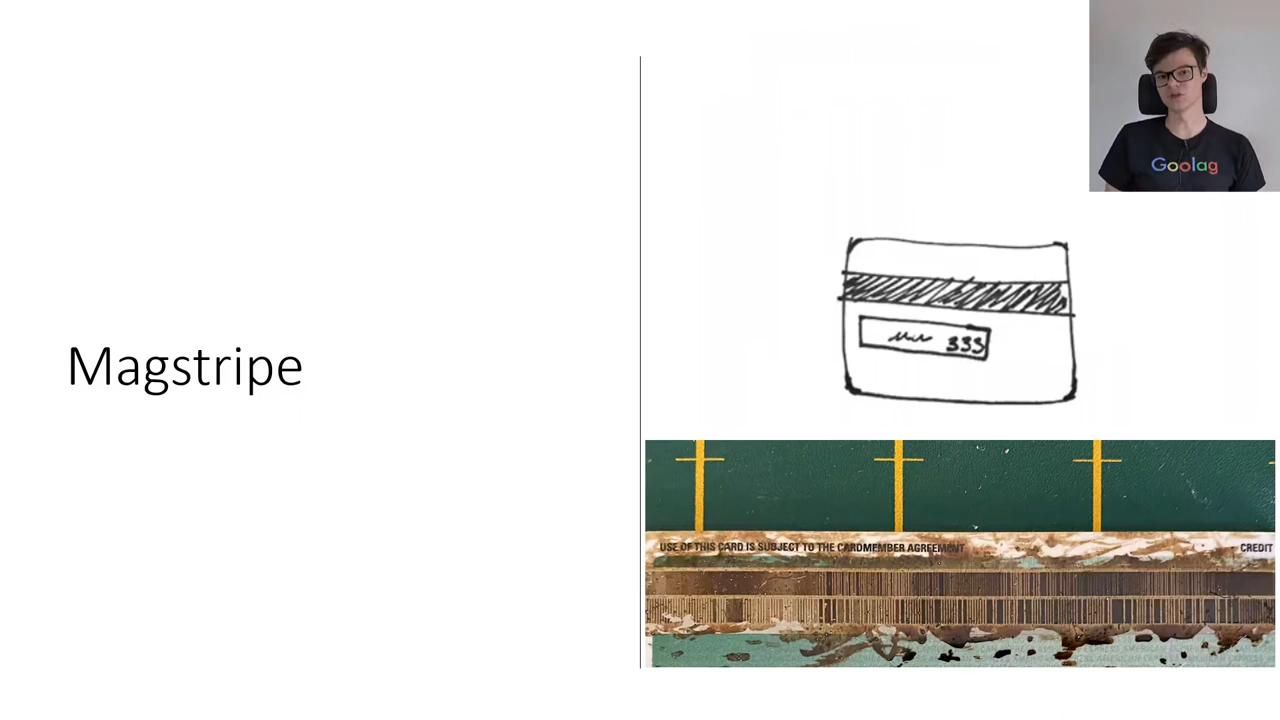 Goolag
333
Magstripe
USE OF THIS CARD IS SUBJECT TO THE CARDMEMBER AGREEMENT
CREDIT